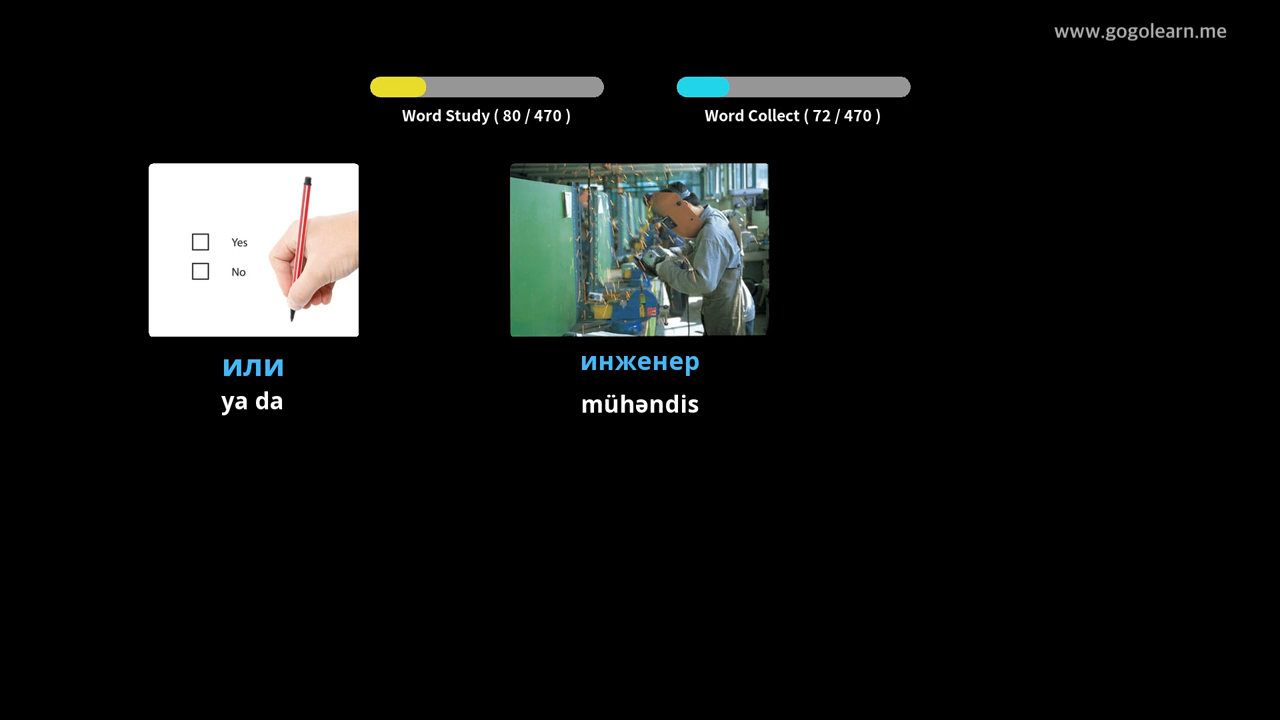 www.gogolearn.me
Word Study ( 80 / 470 )
Word Collect ( 72 / 470 )
Yes
No
или
ya da
инженер
mühəndis